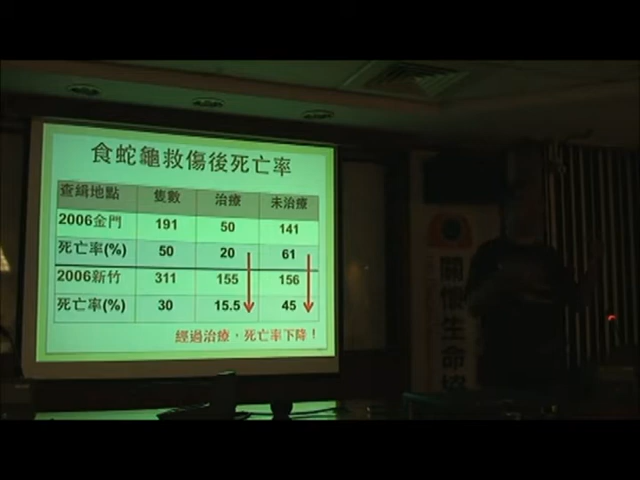 食蛇龜救傷後死亡率
查緝地點 隻數 治療 未治療
2006金門 191 50 141
死亡率(%) 50 20 61
2006新竹 311 155 156
死亡率(%) 30 15.5 45
經過治療，死亡率下降！
關懷生命協